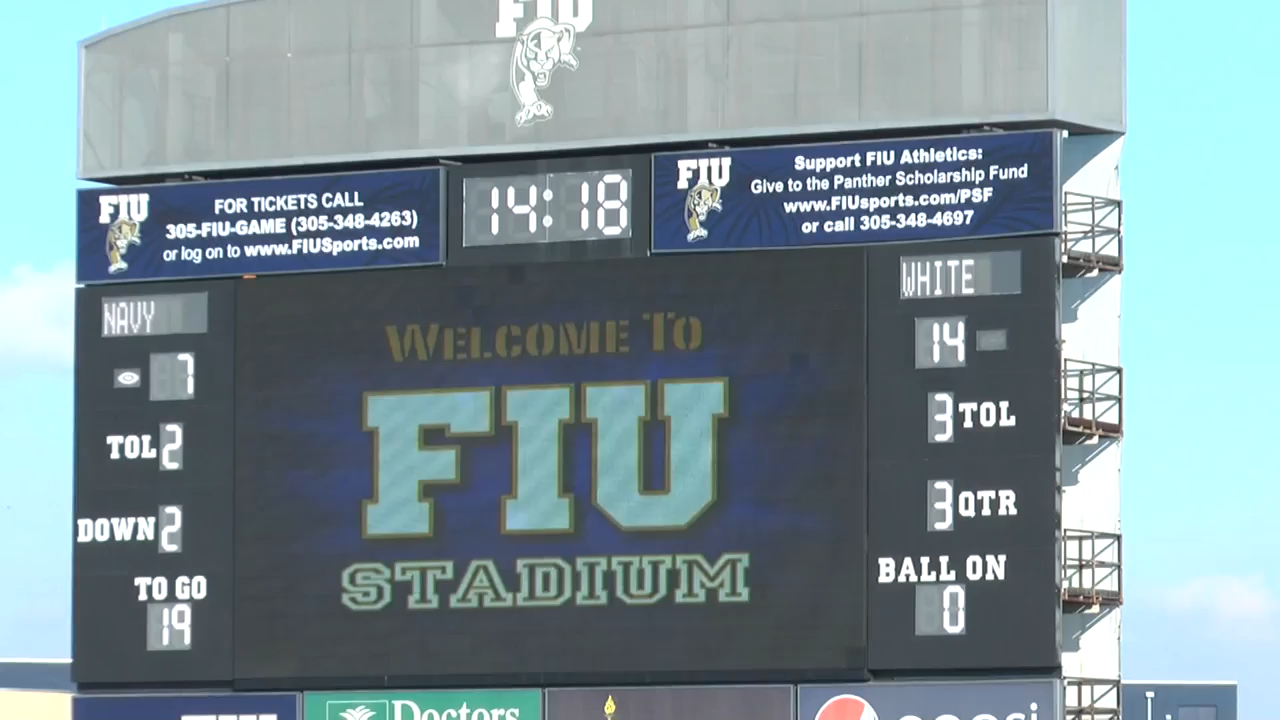 FIU
FOR TICKETS CALL
305-FIU-GAME (305-348-4263)
or log on to www.FIUSports.com
FIU
14:18
FIU
Support FIU Athletics:
Give to the Panther Scholarship Fund
www.FIUsports.com/PSF
or call 305-348-4697
NAVY
7
TOL 2
DOWN 2
TO GO
19
WELCOME TO
FIU
STADIUM
WHITE
14
3 TOL
3 QTR
BALL ON
0
FIU
Doctors
pepsi